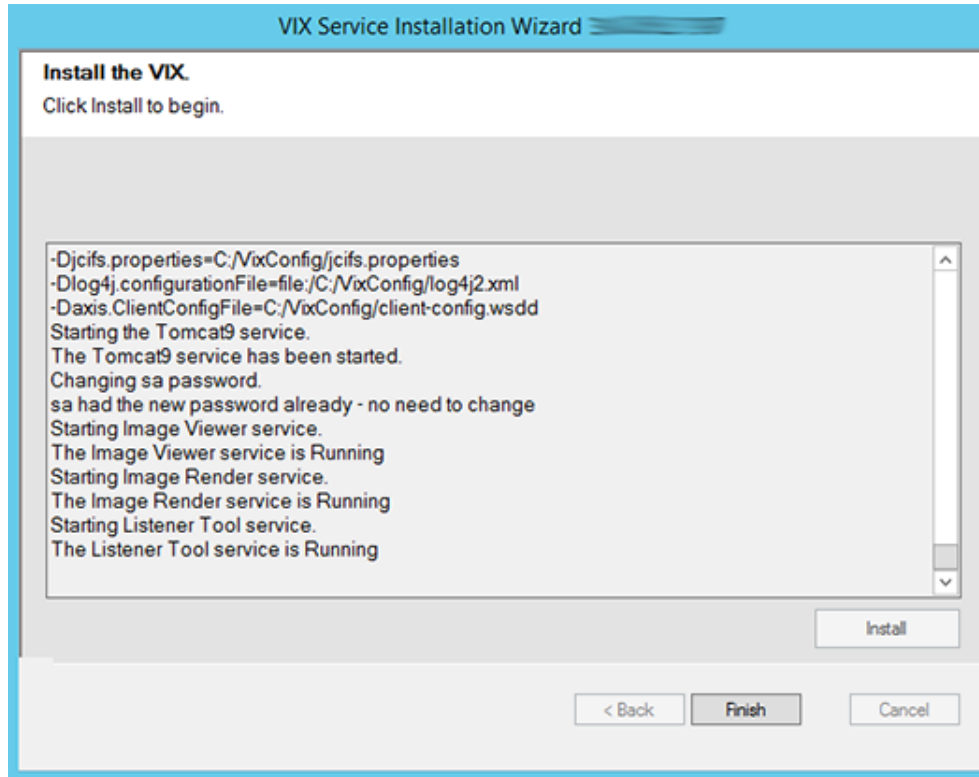 VIX Service Installation Wizard
Install the VIX.
Click Install to begin.
-Djcifs.properties=C:/VixConfig/jcifs.properties
-Dlog4j.configurationFile=file:/C:/VixConfig/log4j2.xml
-Daxis.ClientConfigFile=C:/VixConfig/client-config.wsdd
Starting the Tomcat9 service.
The Tomcat9 service has been started.
Changing sa password.
sa had the new password already - no need to change
Starting Image Viewer service.
The Image Viewer service is Running
Starting Image Render service.
The Image Render service is Running
Starting Listener Tool service.
The Listener Tool service is Running
Install
< Back
Finish
Cancel